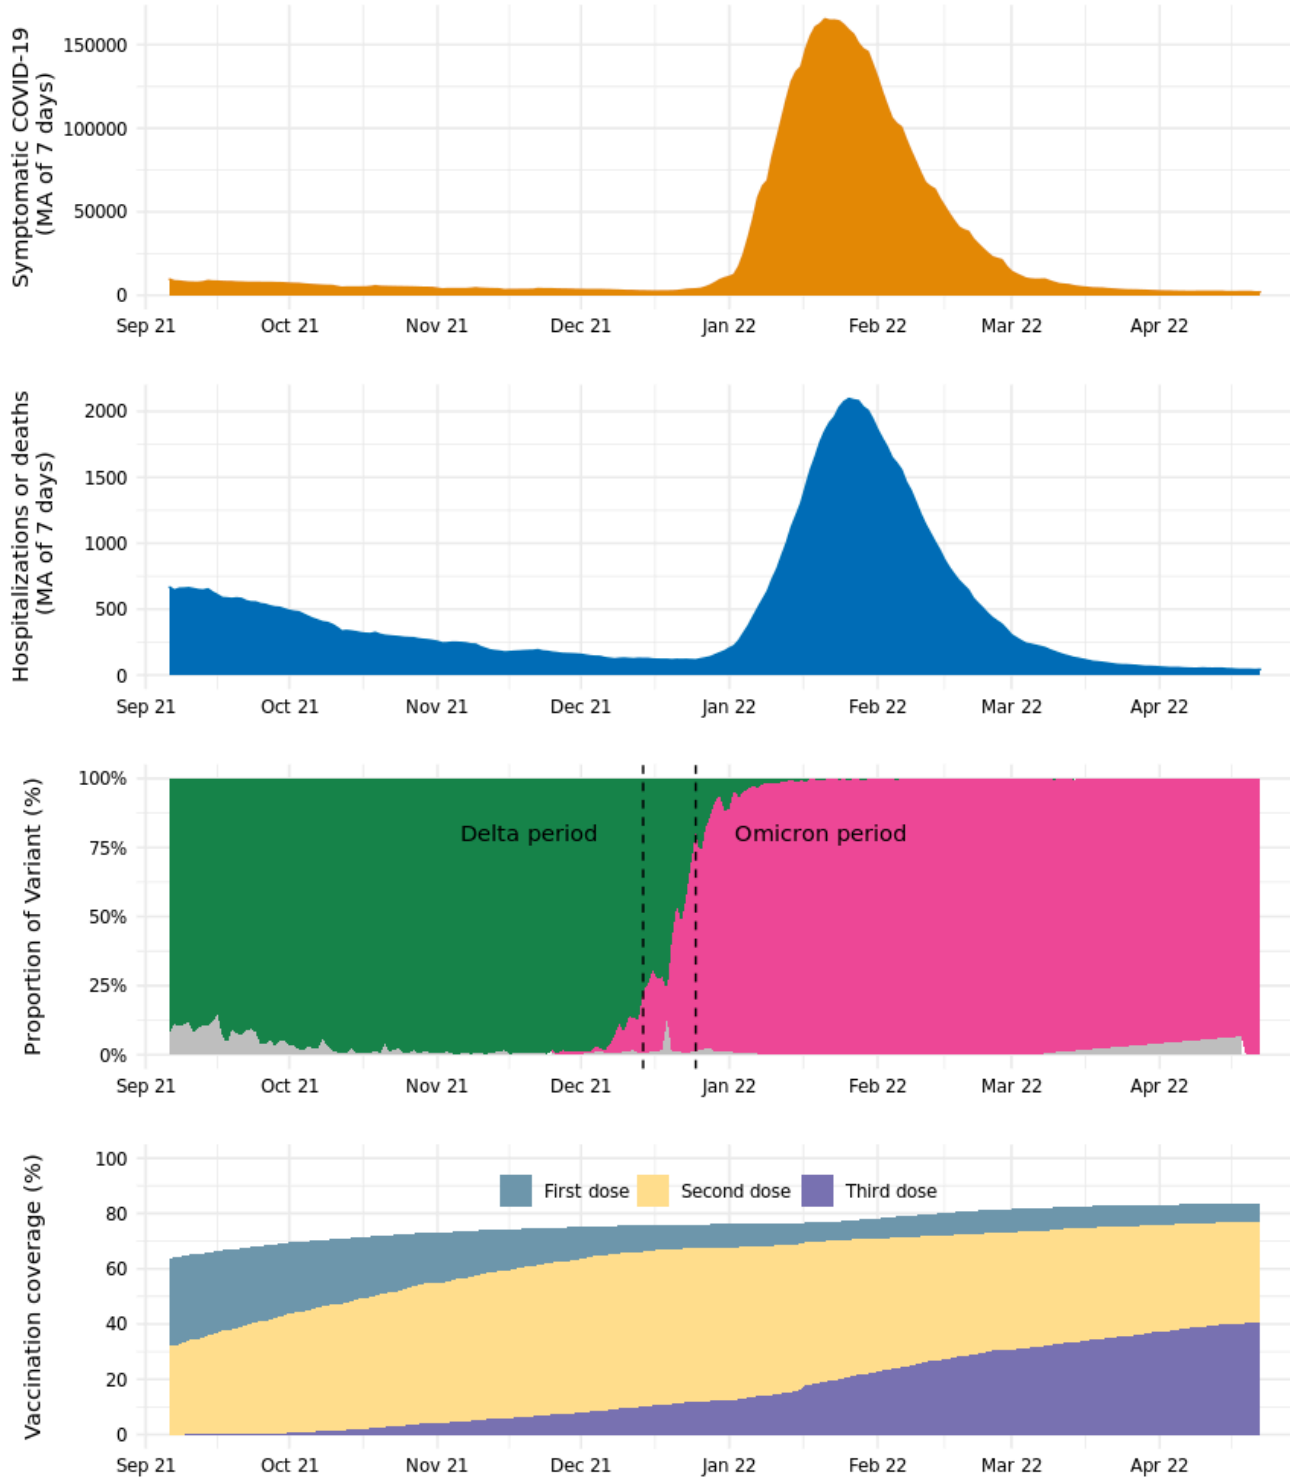 Symptomatic COVID-19
(MA of 7 days)
150000
100000
50000
0
Sep 21 Oct 21 Nov 21 Dec 21 Jan 22 Feb 22 Mar 22 Apr 22
Hospitalizations or deaths
(MA of 7 days)
2000
1500
1000
500
0
Sep 21 Oct 21 Nov 21 Dec 21 Jan 22 Feb 22 Mar 22 Apr 22
Proportion of Variant (%)
100%
Delta period Omicron period
75%
50%
25%
0%
Sep 21 Oct 21 Nov 21 Dec 21 Jan 22 Feb 22 Mar 22 Apr 22
Vaccination coverage (%)
100
First dose Second dose Third dose
80
60
40
20
0
Sep 21 Oct 21 Nov 21 Dec 21 Jan 22 Feb 22 Mar 22 Apr 22